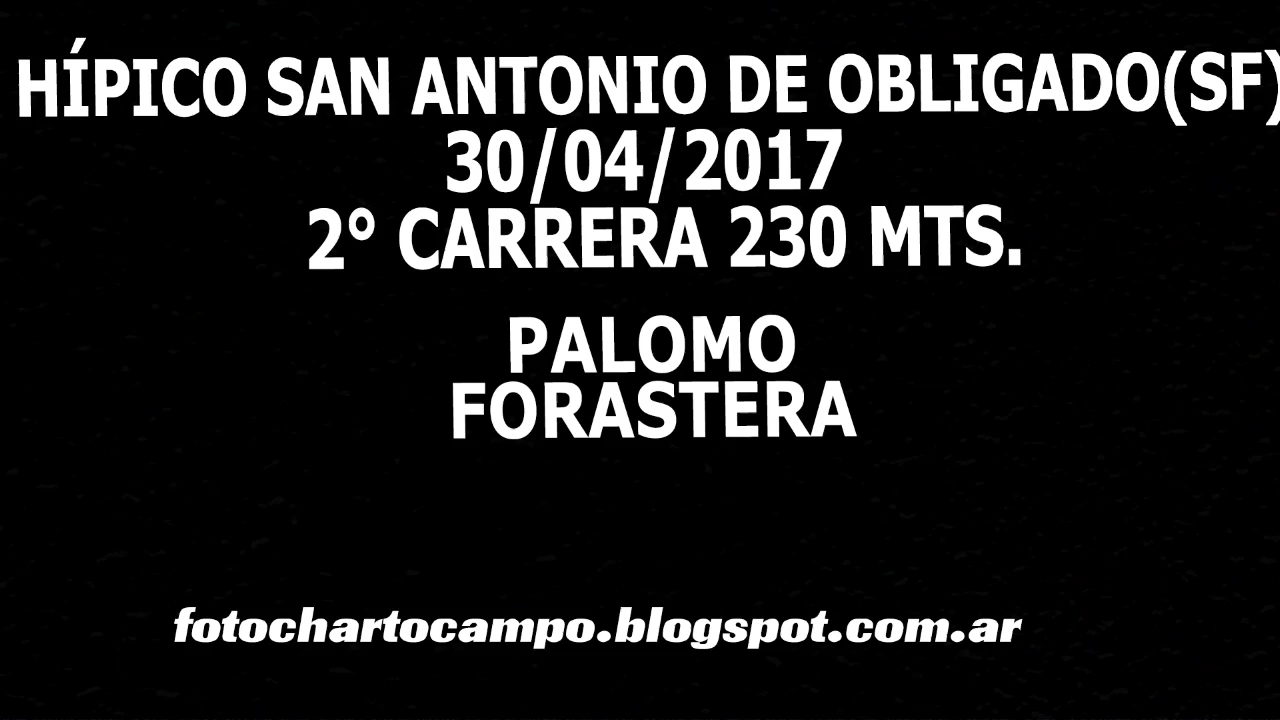 HÍPICO SAN ANTONIO DE OBLIGADO(SF)
30/04/2017
2° CARRERA 230 MTS.
PALOMO
FORASTERA
fotochartocampo.blogspot.com.ar